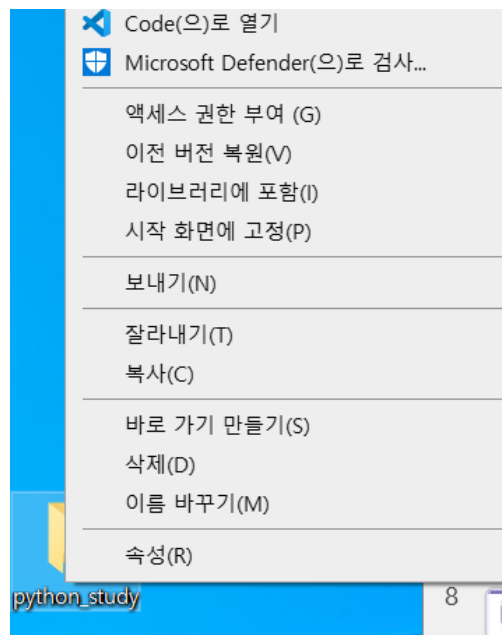 Code(으)로 열기
Microsoft Defender(으)로 검사...
액세스 권한 부여 (G)
이전 버전 복원(V)
라이브러리에 포함(I)
시작 화면에 고정(P)
보내기(N)
잘라내기(T)
복사(C)
바로 가기 만들기(S)
삭제(D)
이름 바꾸기(M)
속성(R)
python_study
8